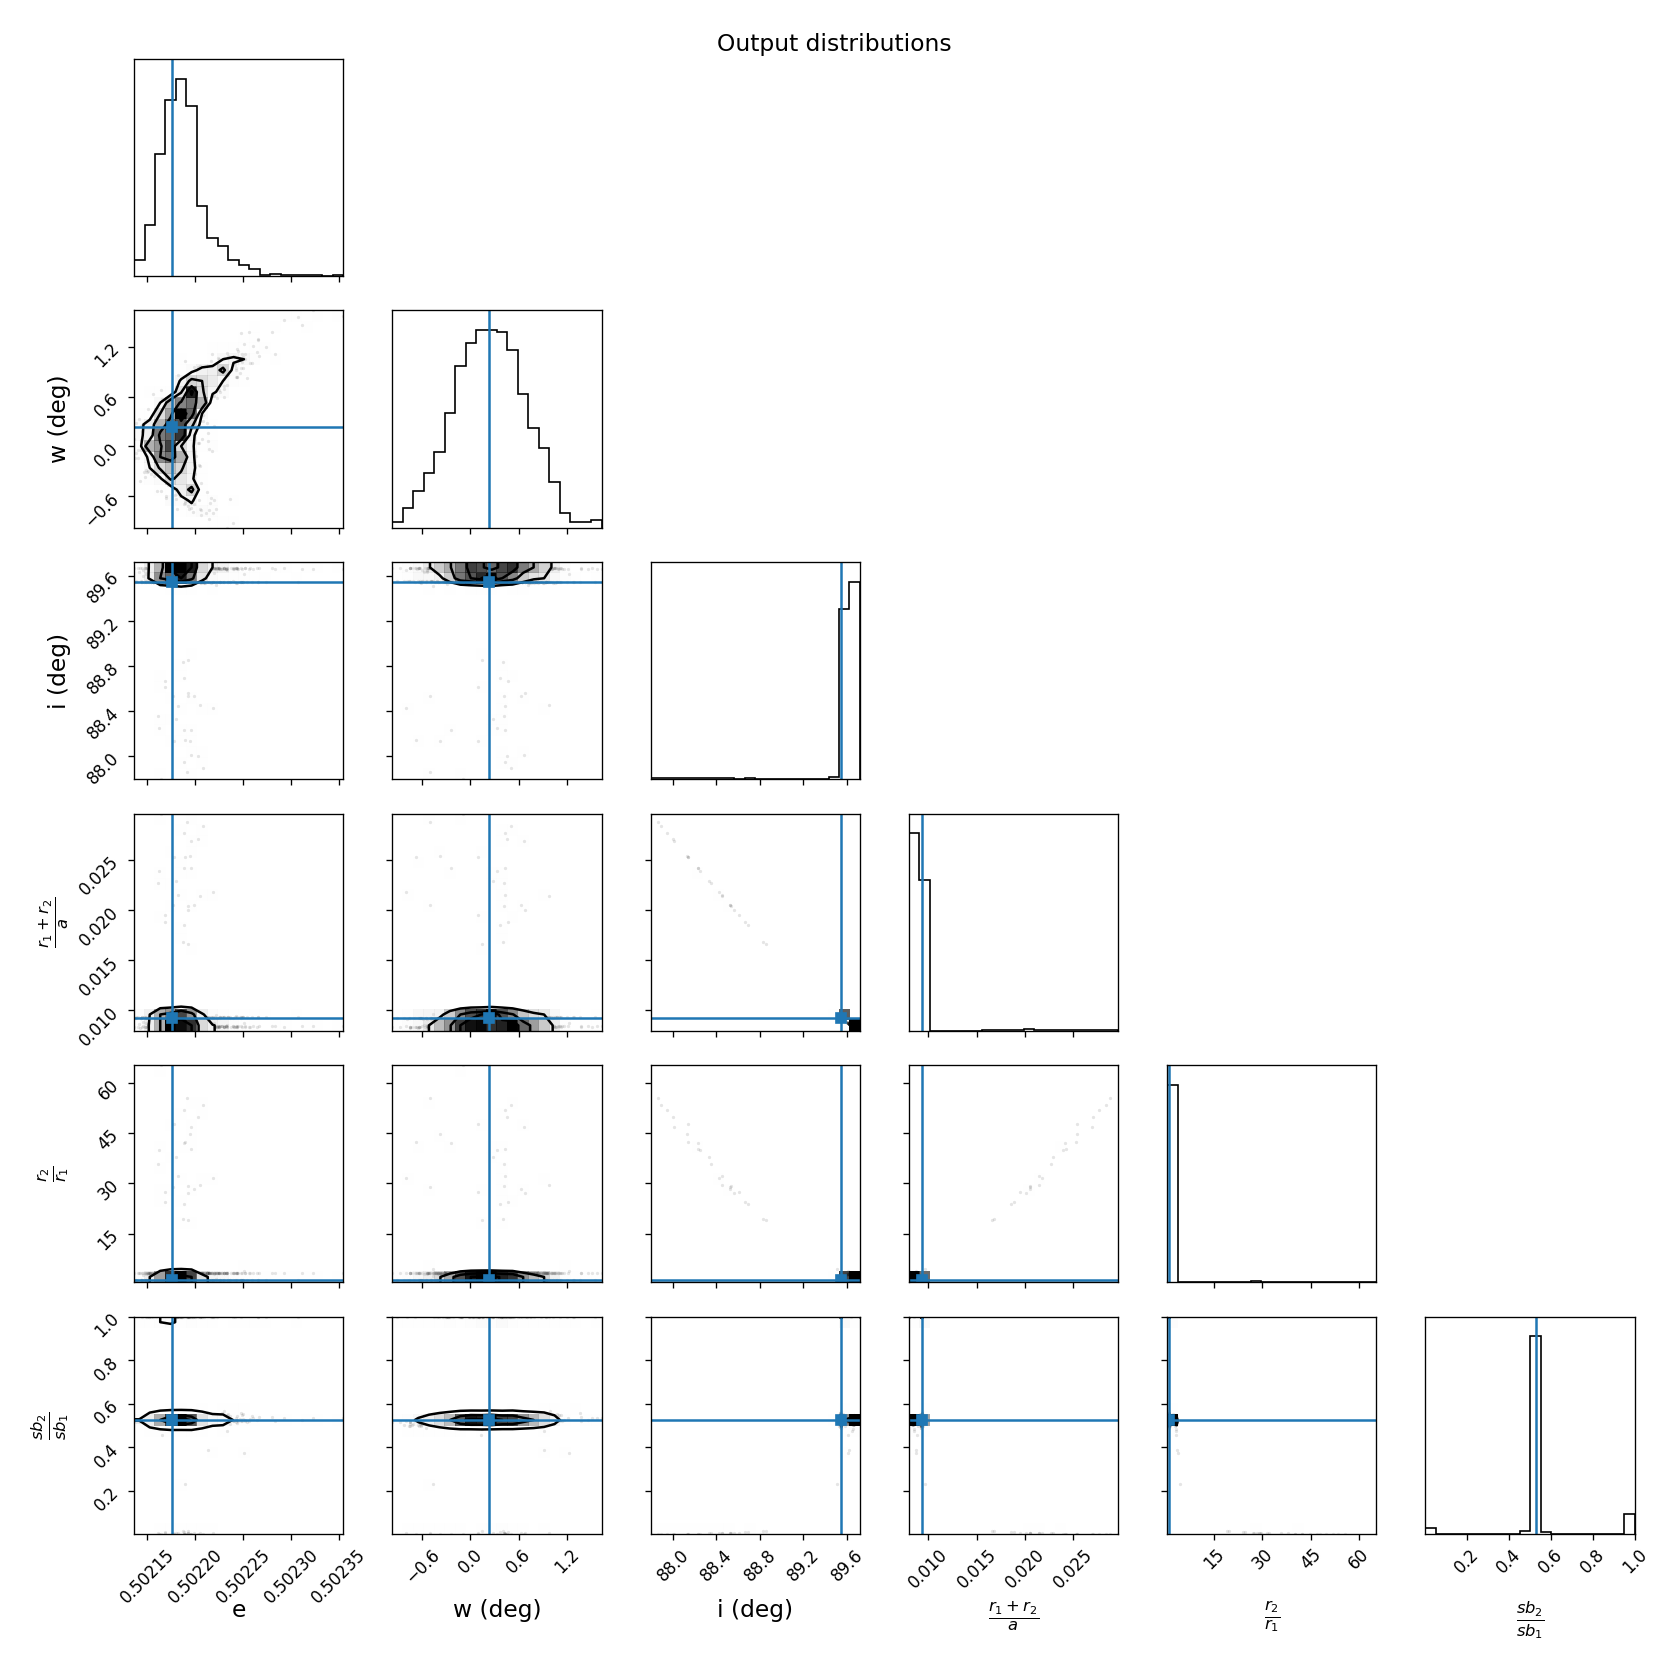 Output distributions
w (deg)
1.2
0.6
0.0
−0.6
i (deg)
89.6
89.2
88.8
88.4
88.0
r₁ + r₂
a
0.025
0.020
0.015
0.010
r₂
r₁
60
45
30
15
sb₂
sb₁
1.0
0.8
0.6
0.4
0.2
0.50215 0.50220 0.50225 0.50230 0.50235
−0.6 0.0 0.6 1.2
88.0 88.4 88.8 89.2 89.6
0.010 0.015 0.020 0.025
15 30 45 60
0.2 0.4 0.6 0.8 1.0
e
w (deg)
i (deg)
r₁ + r₂
a
r₂
r₁
sb₂
sb₁